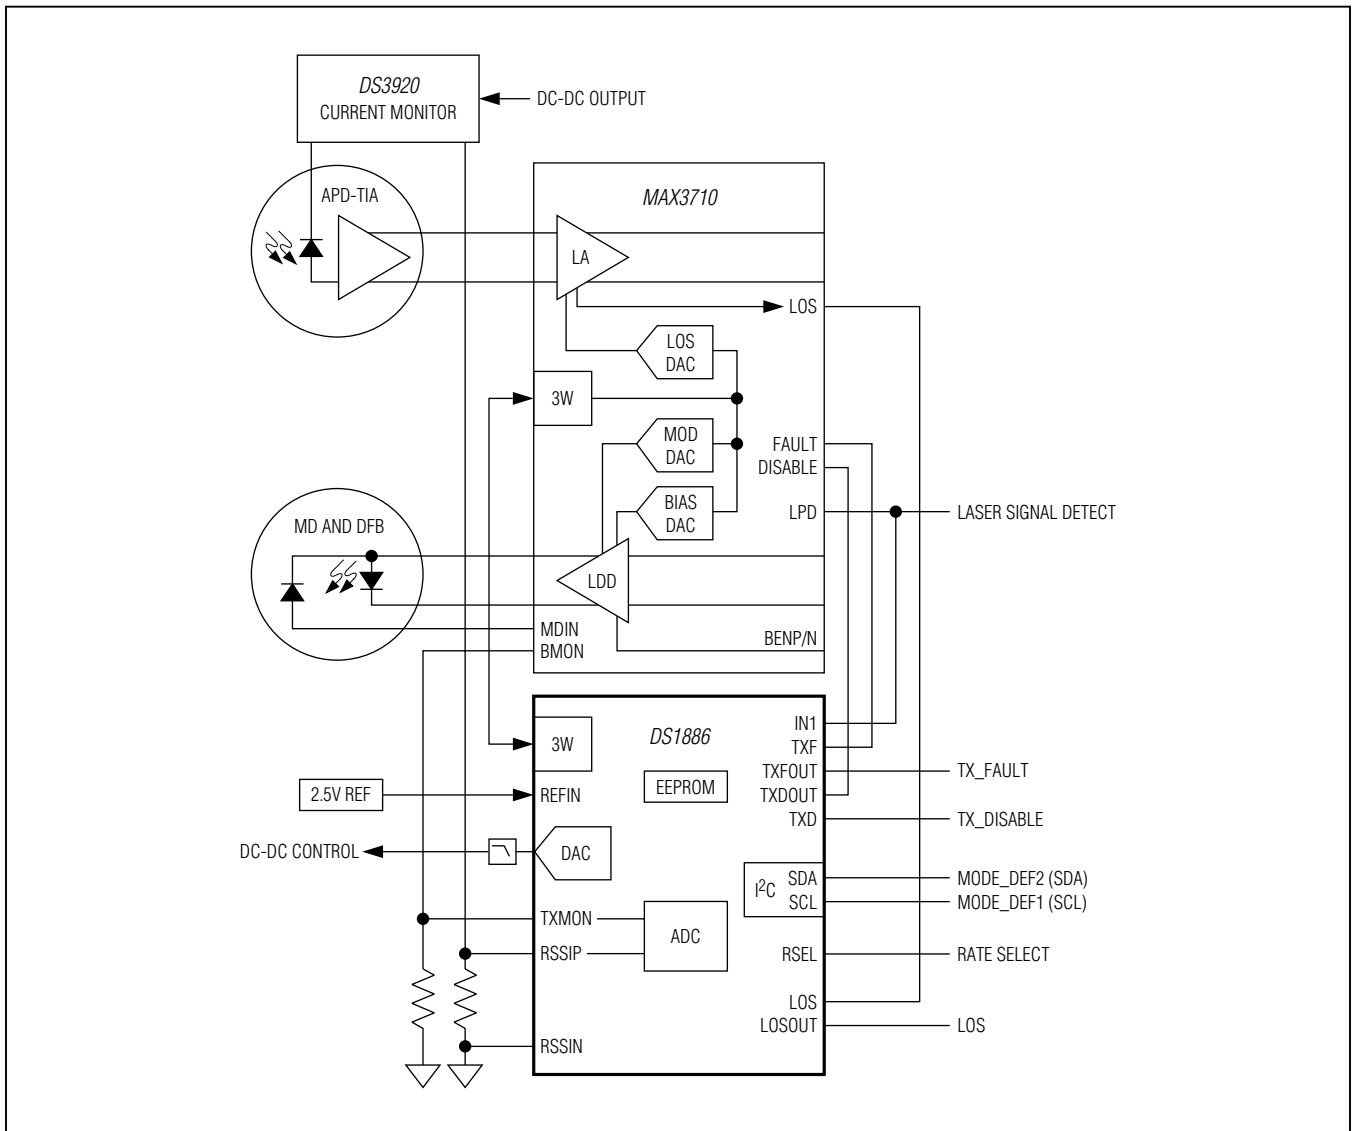 DS3920
CURRENT MONITOR
DC-DC OUTPUT
APD-TIA
MAX3710
LA
LOS
LOS
DAC
3W
MOD
DAC
FAULT
DISABLE
BIAS
DAC
LPD
LASER SIGNAL DETECT
MD AND DFB
LDD
MDIN
BMON
BENP/N
DS1886
3W
IN1
TXF
EEPROM
TXFOUT
TX_FAULT
2.5V REF
REFIN
TXDOUT
TXD
TX_DISABLE
DC-DC CONTROL
DAC
I²C
SDA
MODE_DEF2 (SDA)
SCL
MODE_DEF1 (SCL)
TXMON
ADC
RSSIP
RSEL
RATE SELECT
LOS
LOSOUT
LOS
RSSIN